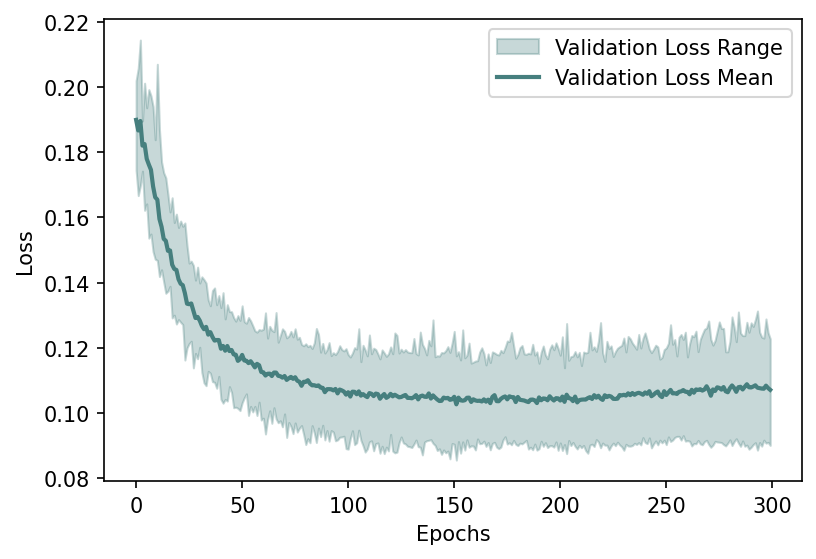 0.22
0.20
0.18
0.16
0.14
0.12
0.10
0.08
Loss
Validation Loss Range
Validation Loss Mean
0 50 100 150 200 250 300
Epochs